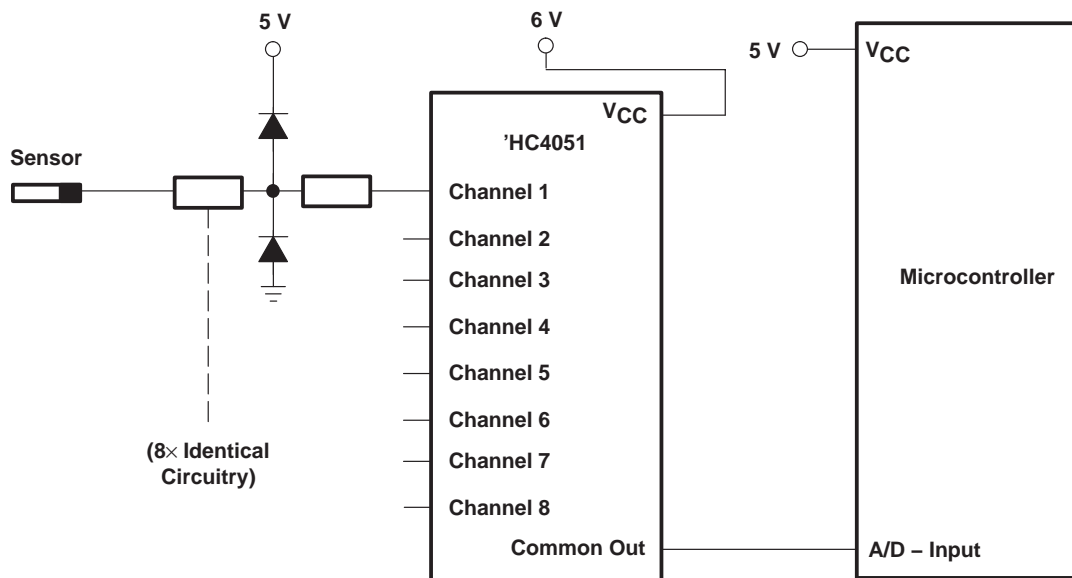 5 V
6 V
5 V
VCC
VCC
’HC4051
Sensor
Channel 1
Channel 2
Channel 3
Microcontroller
Channel 4
Channel 5
Channel 6
(8× Identical
Circuitry)
Channel 7
Channel 8
Common Out
A/D – Input